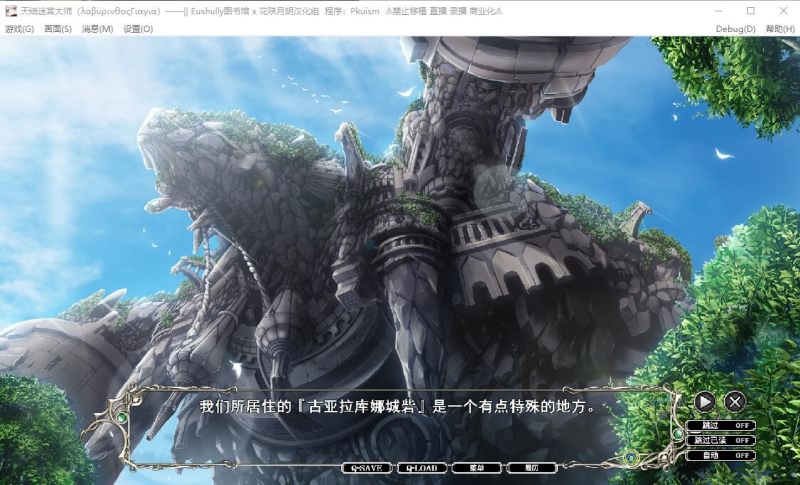 天结迷宫大师（λαβύρινθοςΓιαγιά）——|| Eushully图书馆 x 花咲月明汉化组 程序：Pkuism ⚠禁止移植 直播 录播 商业化⚠
游戏(G) 画面(S) 消息(M) 设置(O) Debug(D) 帮助(H)
我们所居住的『古亚拉库娜城砦』是一个有点特殊的地方。
跳过 OFF
跳过已读 OFF
自动 OFF
Q-SAVE Q-LOAD 菜单 履历